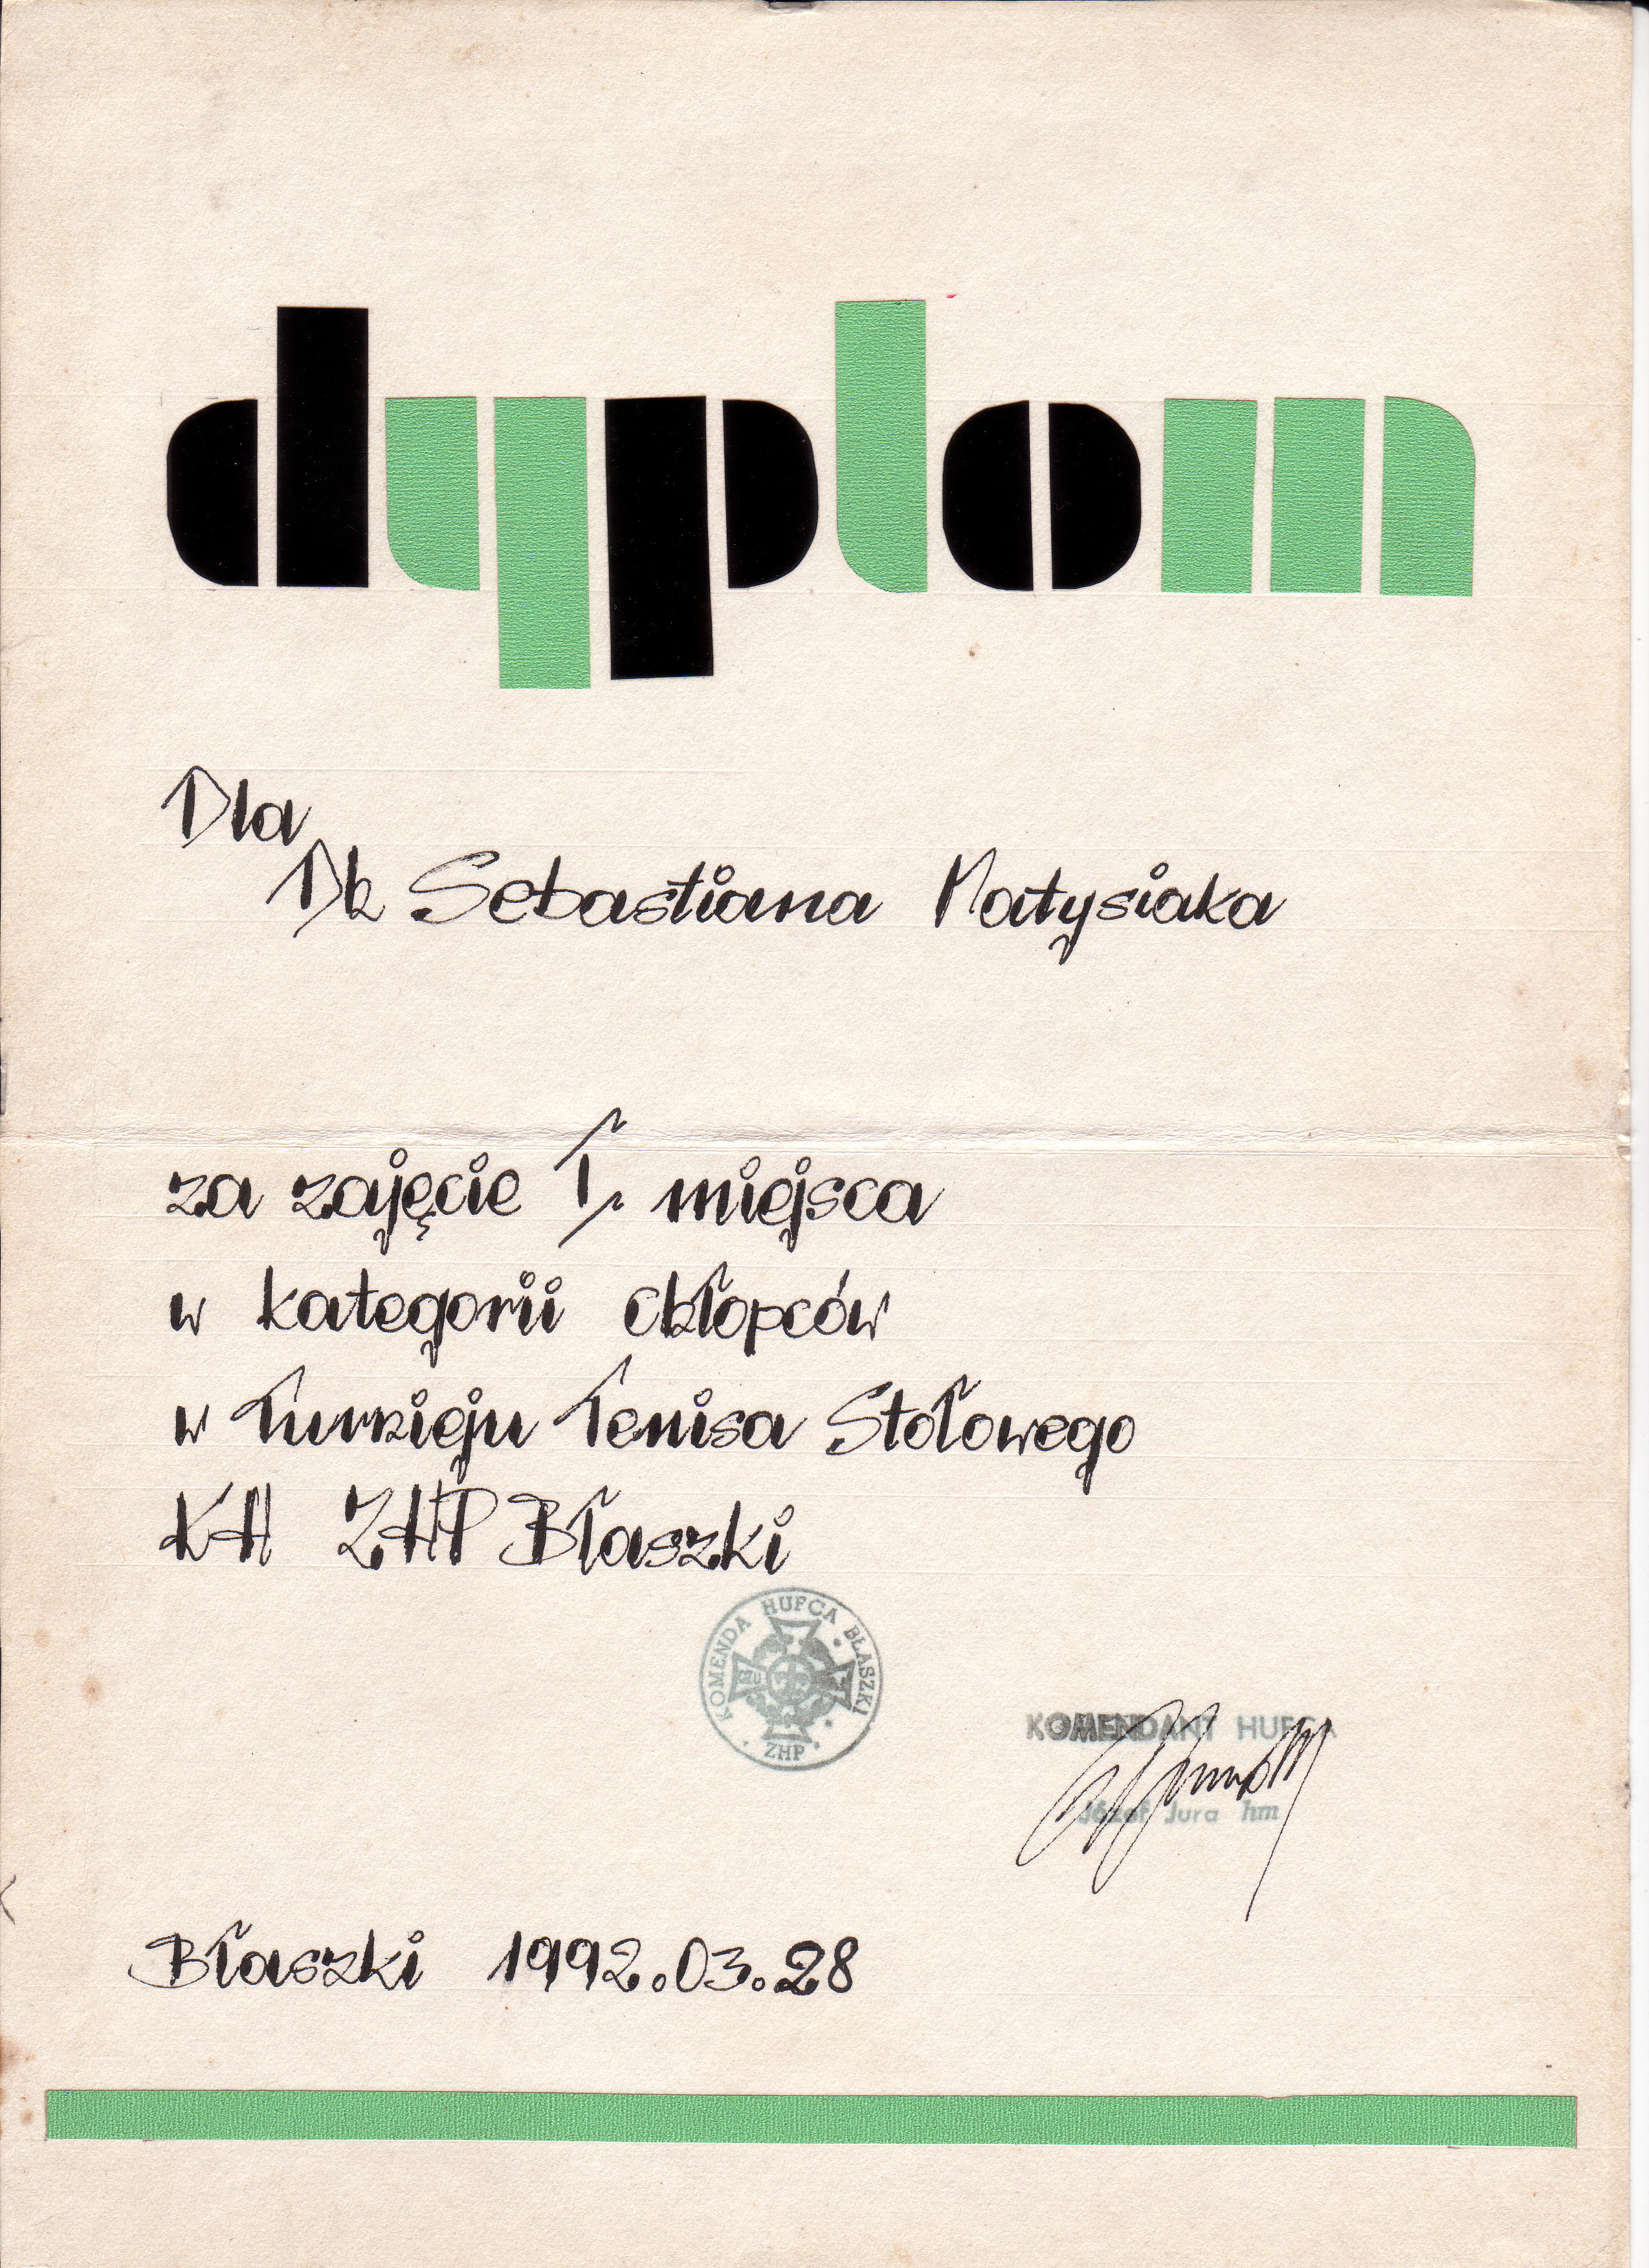 dyplom
Dla
Dh Sebastiana Matysiaka
za zajęcie I miejsca
w kategorii chłopców
w Turnieju Tenisa Stołowego
KH ZHP Błaszki
KOMENDA HUFCA BŁASZKI
ZHP
KOMENDANT HUFCA
Józef Jura hm
Błaszki 1992.03.28